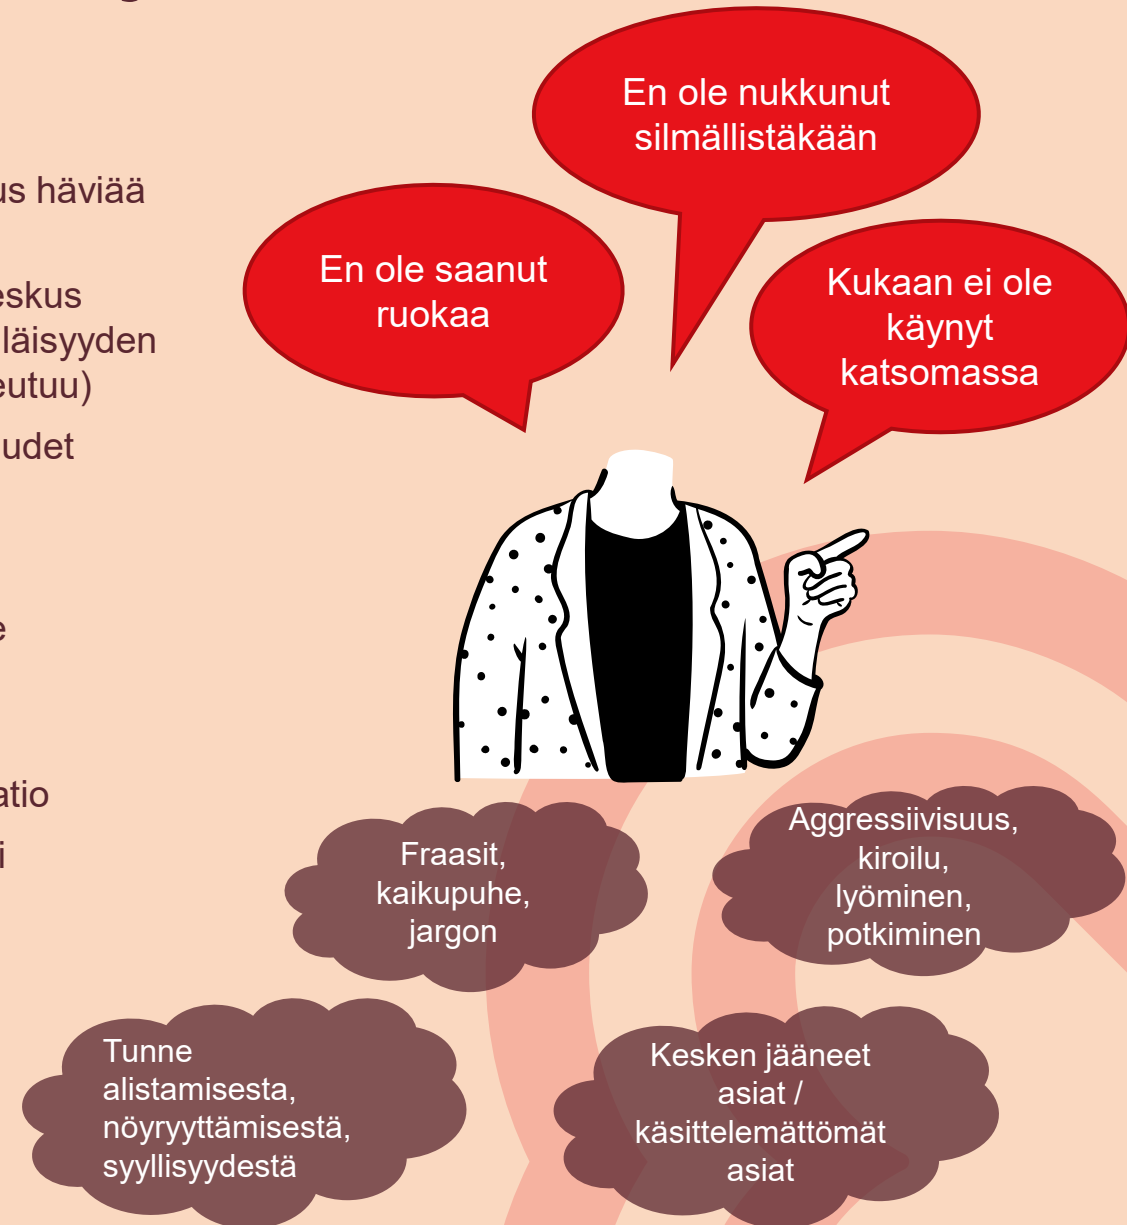 En ole nukkunut
silmällistäkään
us häviää
En ole saanut
ruokaa
Kukaan ei ole
käynyt
katsomassa
eskus
läisyyden
eutuu)
udet
e
atio
i
Fraasit,
kaikupuhe,
jargon
Aggressiivisuus,
kiroilu,
lyöminen,
potkiminen
Tunne
alistamisesta,
nöyryyttämisestä,
syyllisyydestä
Kesken jääneet
asiat /
käsittelemättömät
asiat